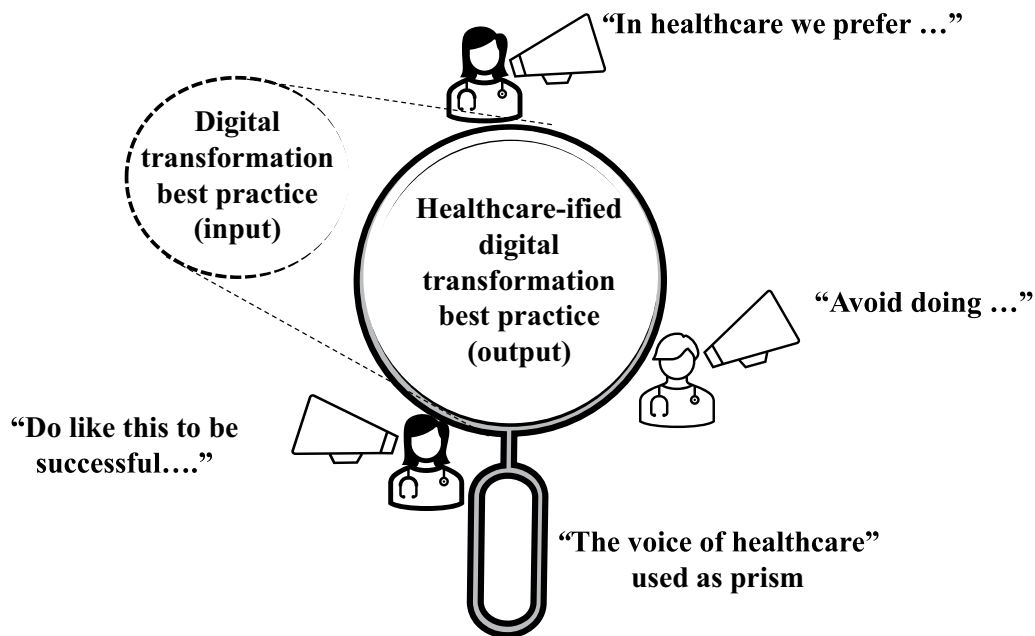 “In healthcare we prefer …”
Digital
transformation
best practice
(input)
Healthcare-ified
digital
transformation
best practice
(output)
“Avoid doing …”
“Do like this to be
successful….”
“The voice of healthcare”
used as prism